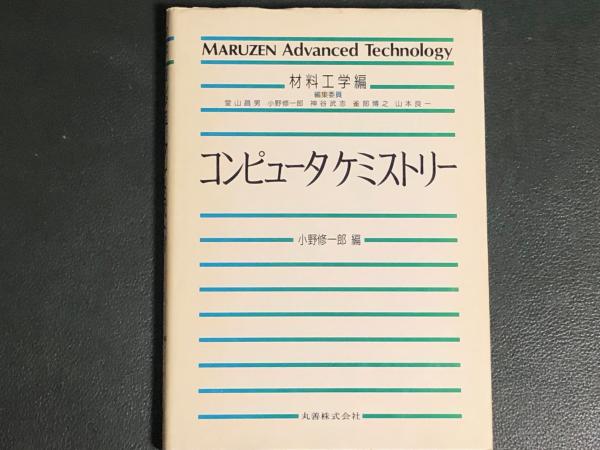 MARUZEN Advanced Technology
材料工学編
編集委員
堂山昌男 小野修一郎 神谷武志 雀部博之 山本良一
コンピュータケミストリー
小野修一郎 編
丸善株式会社